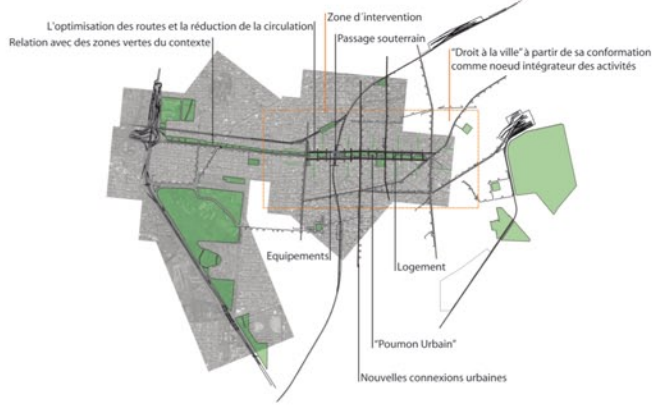 Zone d´intervention
L'optimisation des routes et la réduction de la circulation
Relation avec des zones vertes du contexte
Passage souterrain
"Droit à la ville" à partir de sa conformation
comme noeud intégrateur des activités
Equipements
Logement
"Poumon Urbain"
Nouvelles connexions urbaines